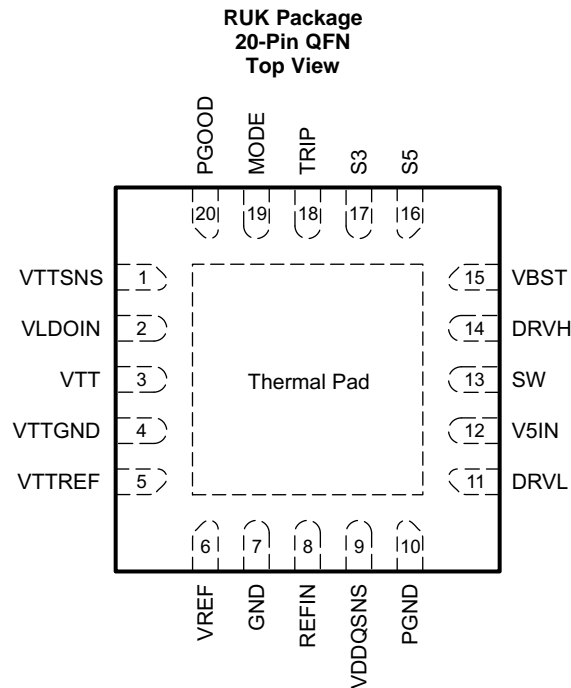 RUK Package
20-Pin QFN
Top View
PGOOD
MODE
TRIP
S3
S5
20
19
18
17
16
VTTSNS 1
15 VBST
VLDOIN 2
14 DRVH
VTT 3
Thermal Pad
13 SW
VTTGND 4
12 V5IN
VTTREF 5
11 DRVL
6
7
8
9
10
VREF
GND
REFIN
VDDQSNS
PGND